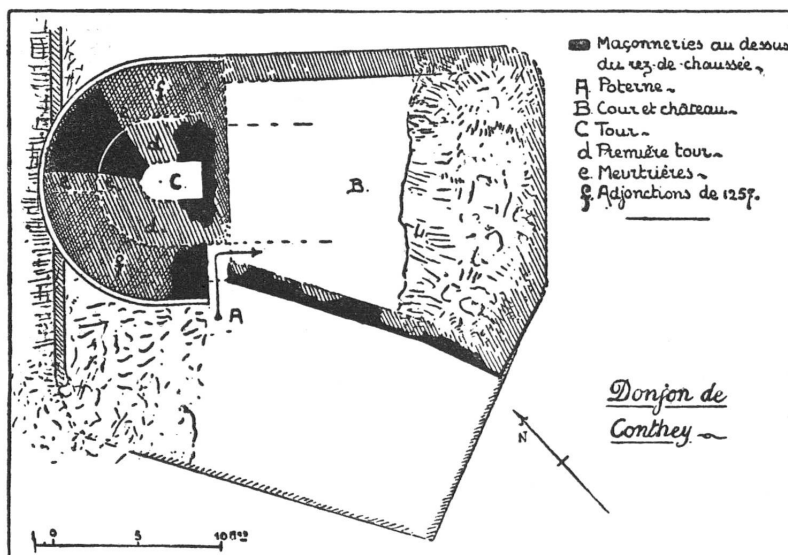 Maçonneries au dessus
du rez-de-chaussée
A Poterne
B. Cour et château
C Tour
d Première tour
e. Meurtrières
f. Adjonctions de 1257.
f
d
e
e
C.
d.
f
B.
A
Donjon de
Conthey
N
0 5 10